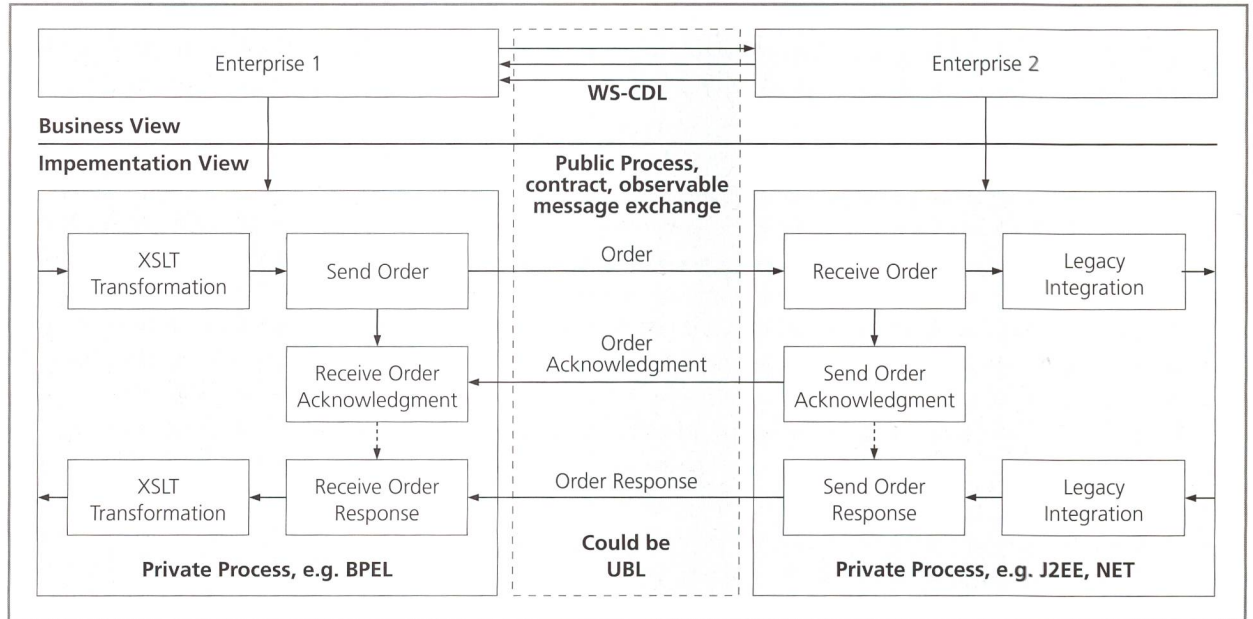 Enterprise 1
Enterprise 2
WS-CDL
Business View
Impementation View
Public Process,
contract, observable
message exchange
XSLT
Transformation
Send Order
Order
Receive Order
Legacy
Integration
Receive Order
Acknowledgment
Order
Acknowledgment
Send Order
Acknowledgment
XSLT
Transformation
Receive Order
Response
Order Response
Send Order
Response
Legacy
Integration
Private Process, e.g. BPEL
Could be
UBL
Private Process, e.g. J2EE, NET